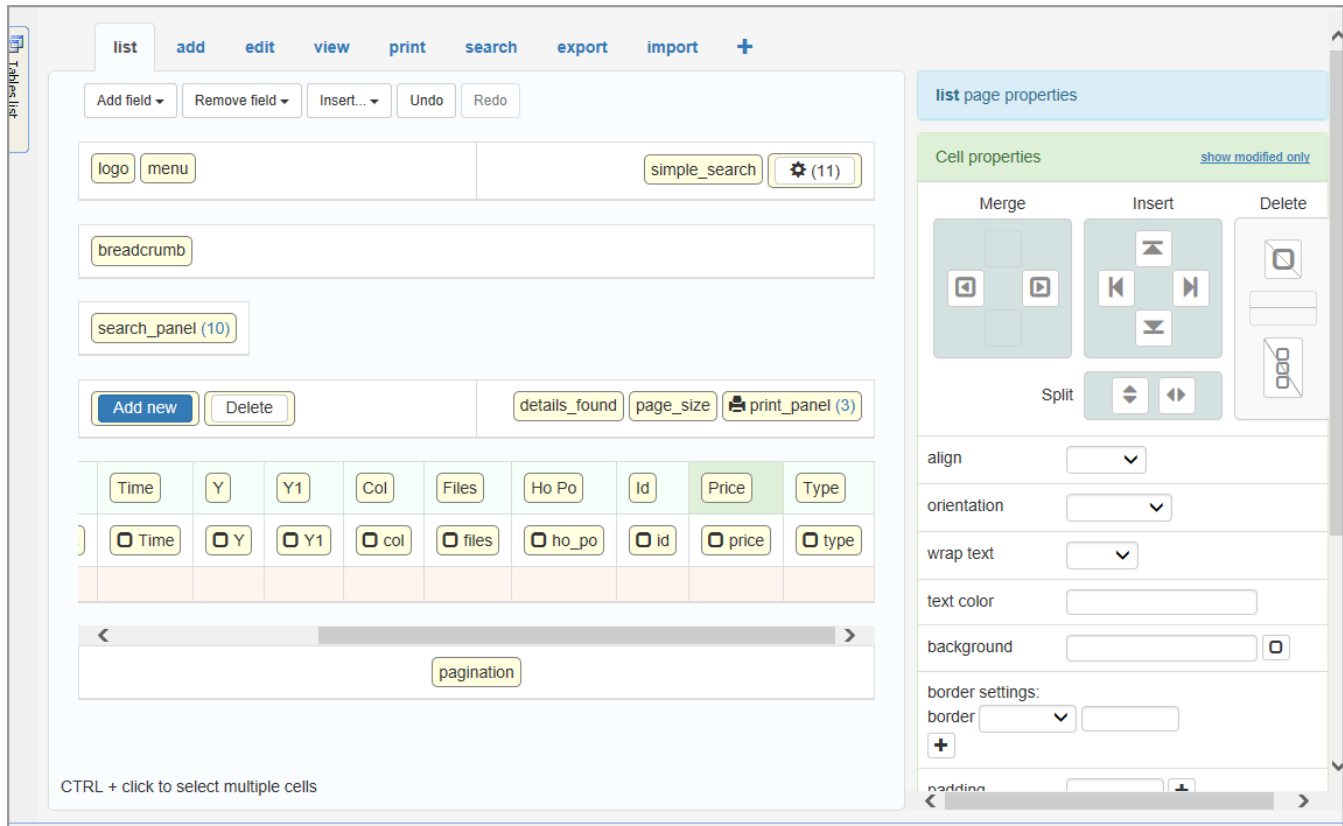 Tables list
list add edit view print search export import
Add field Remove field Insert... Undo Redo
list page properties
logo menu simple_search (11)
Cell properties show modified only
Merge Insert Delete
breadcrumb
search_panel (10)
Add new Delete details_found page_size print_panel (3)
Split
align
Time Y Y1 Col Files Ho Po Id Price Type
orientation
Time Y Y1 col files ho_po id price type
wrap text
text color
background
pagination
border settings:
border
CTRL + click to select multiple cells
padding